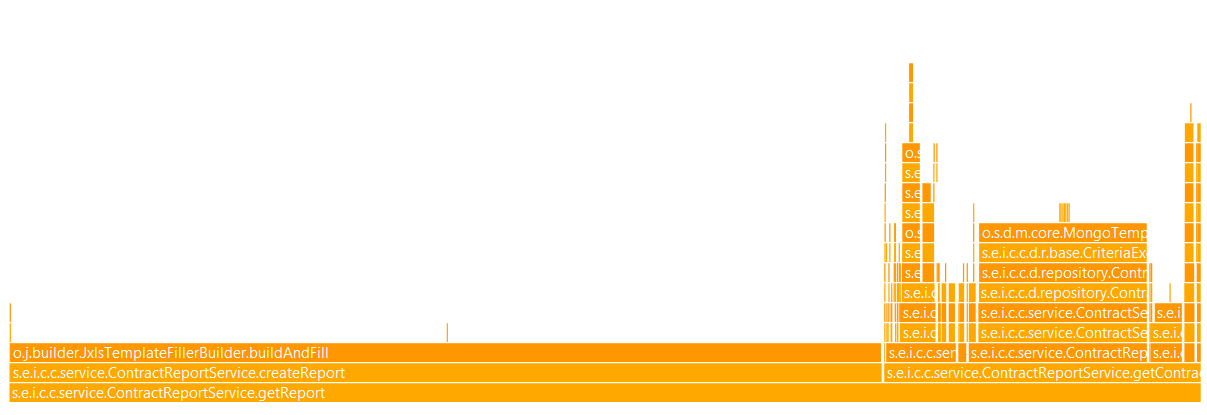 o.s
s.e
s.e
s.e
o.s o.s.d.m.core.MongoTemp
s.e s.e.i.c.c.d.r.base.CriteriaEx
s.e s.e.i.c.c.d.repository.Contr
s.e.i.c s.e.i.c.c.d.repository.Contr
s.e.i.c s.e.i.c.c.service.ContractSe s.e.i
s.e.i.c s.e.i.c.c.service.ContractSe s.e.i.
o.j.builder.JxlsTemplateFillerBuilder.buildAndFill s.e.i.c.c.ser s.e.i.c.c.service.ContractRep s.e.i.
s.e.i.c.c.service.ContractReportService.createReport s.e.i.c.c.service.ContractReportService.getContrac
s.e.i.c.c.service.ContractReportService.getReport